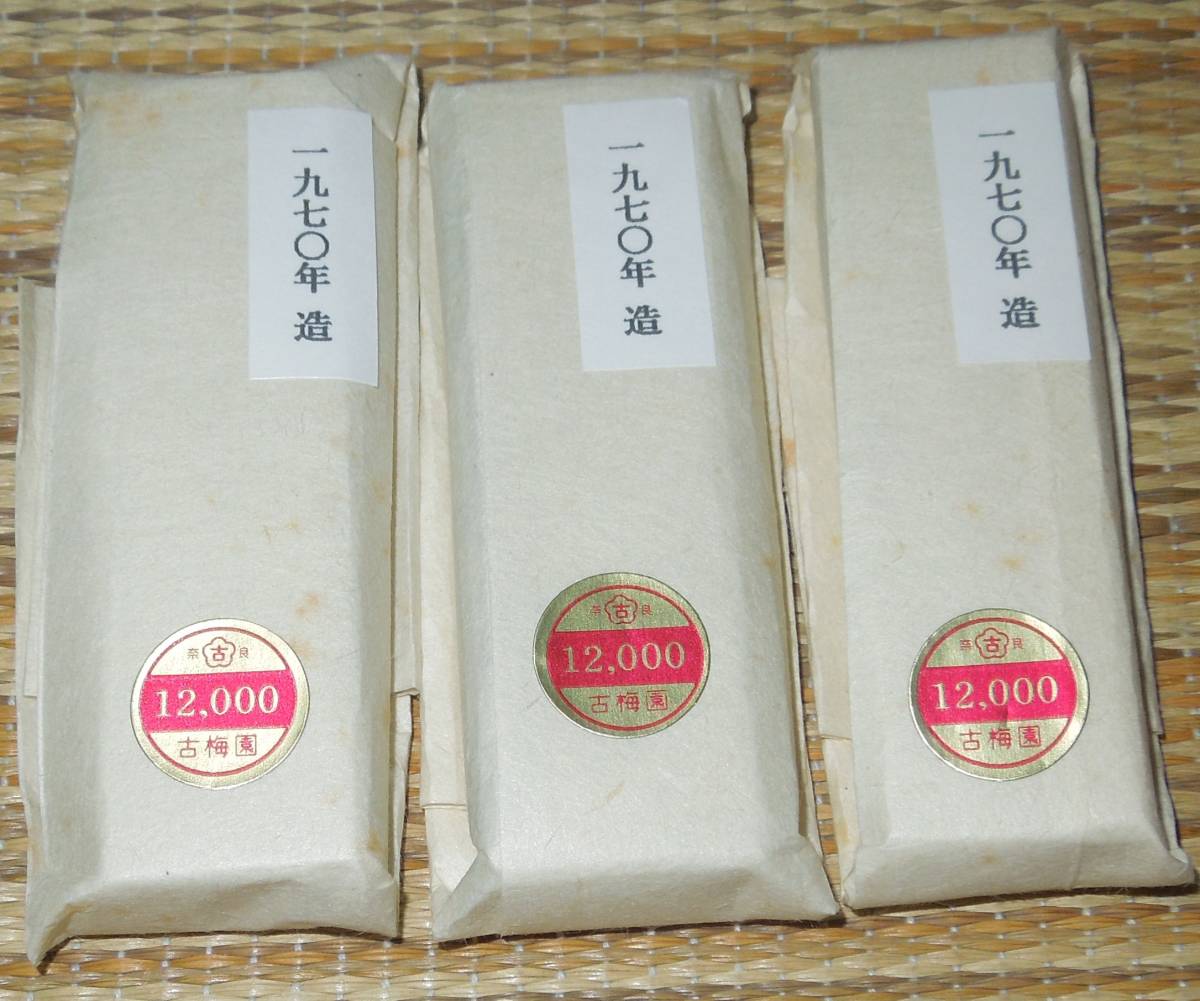 一九七〇年 造
奈 古 良
12,000
古梅園
一九七〇年 造
奈 古 良
12,000
古梅園
一九七〇年 造
奈 古 良
12,000
古梅園